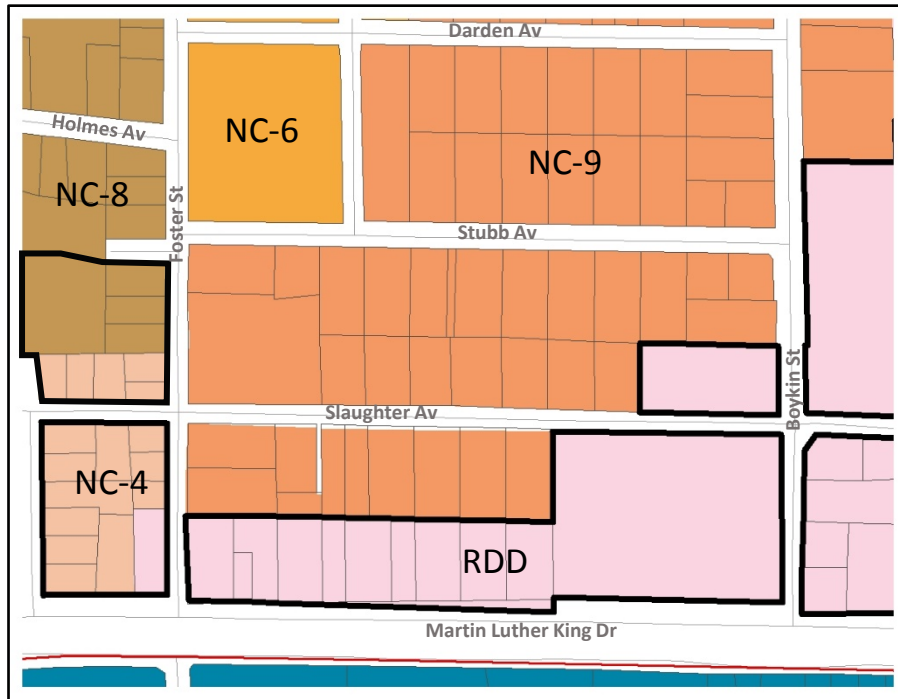 Darden Av
Holmes Av
NC-6
NC-9
NC-8
Foster St
Stubb Av
Slaughter Av
Boykin St
NC-4
RDD
Martin Luther King Dr